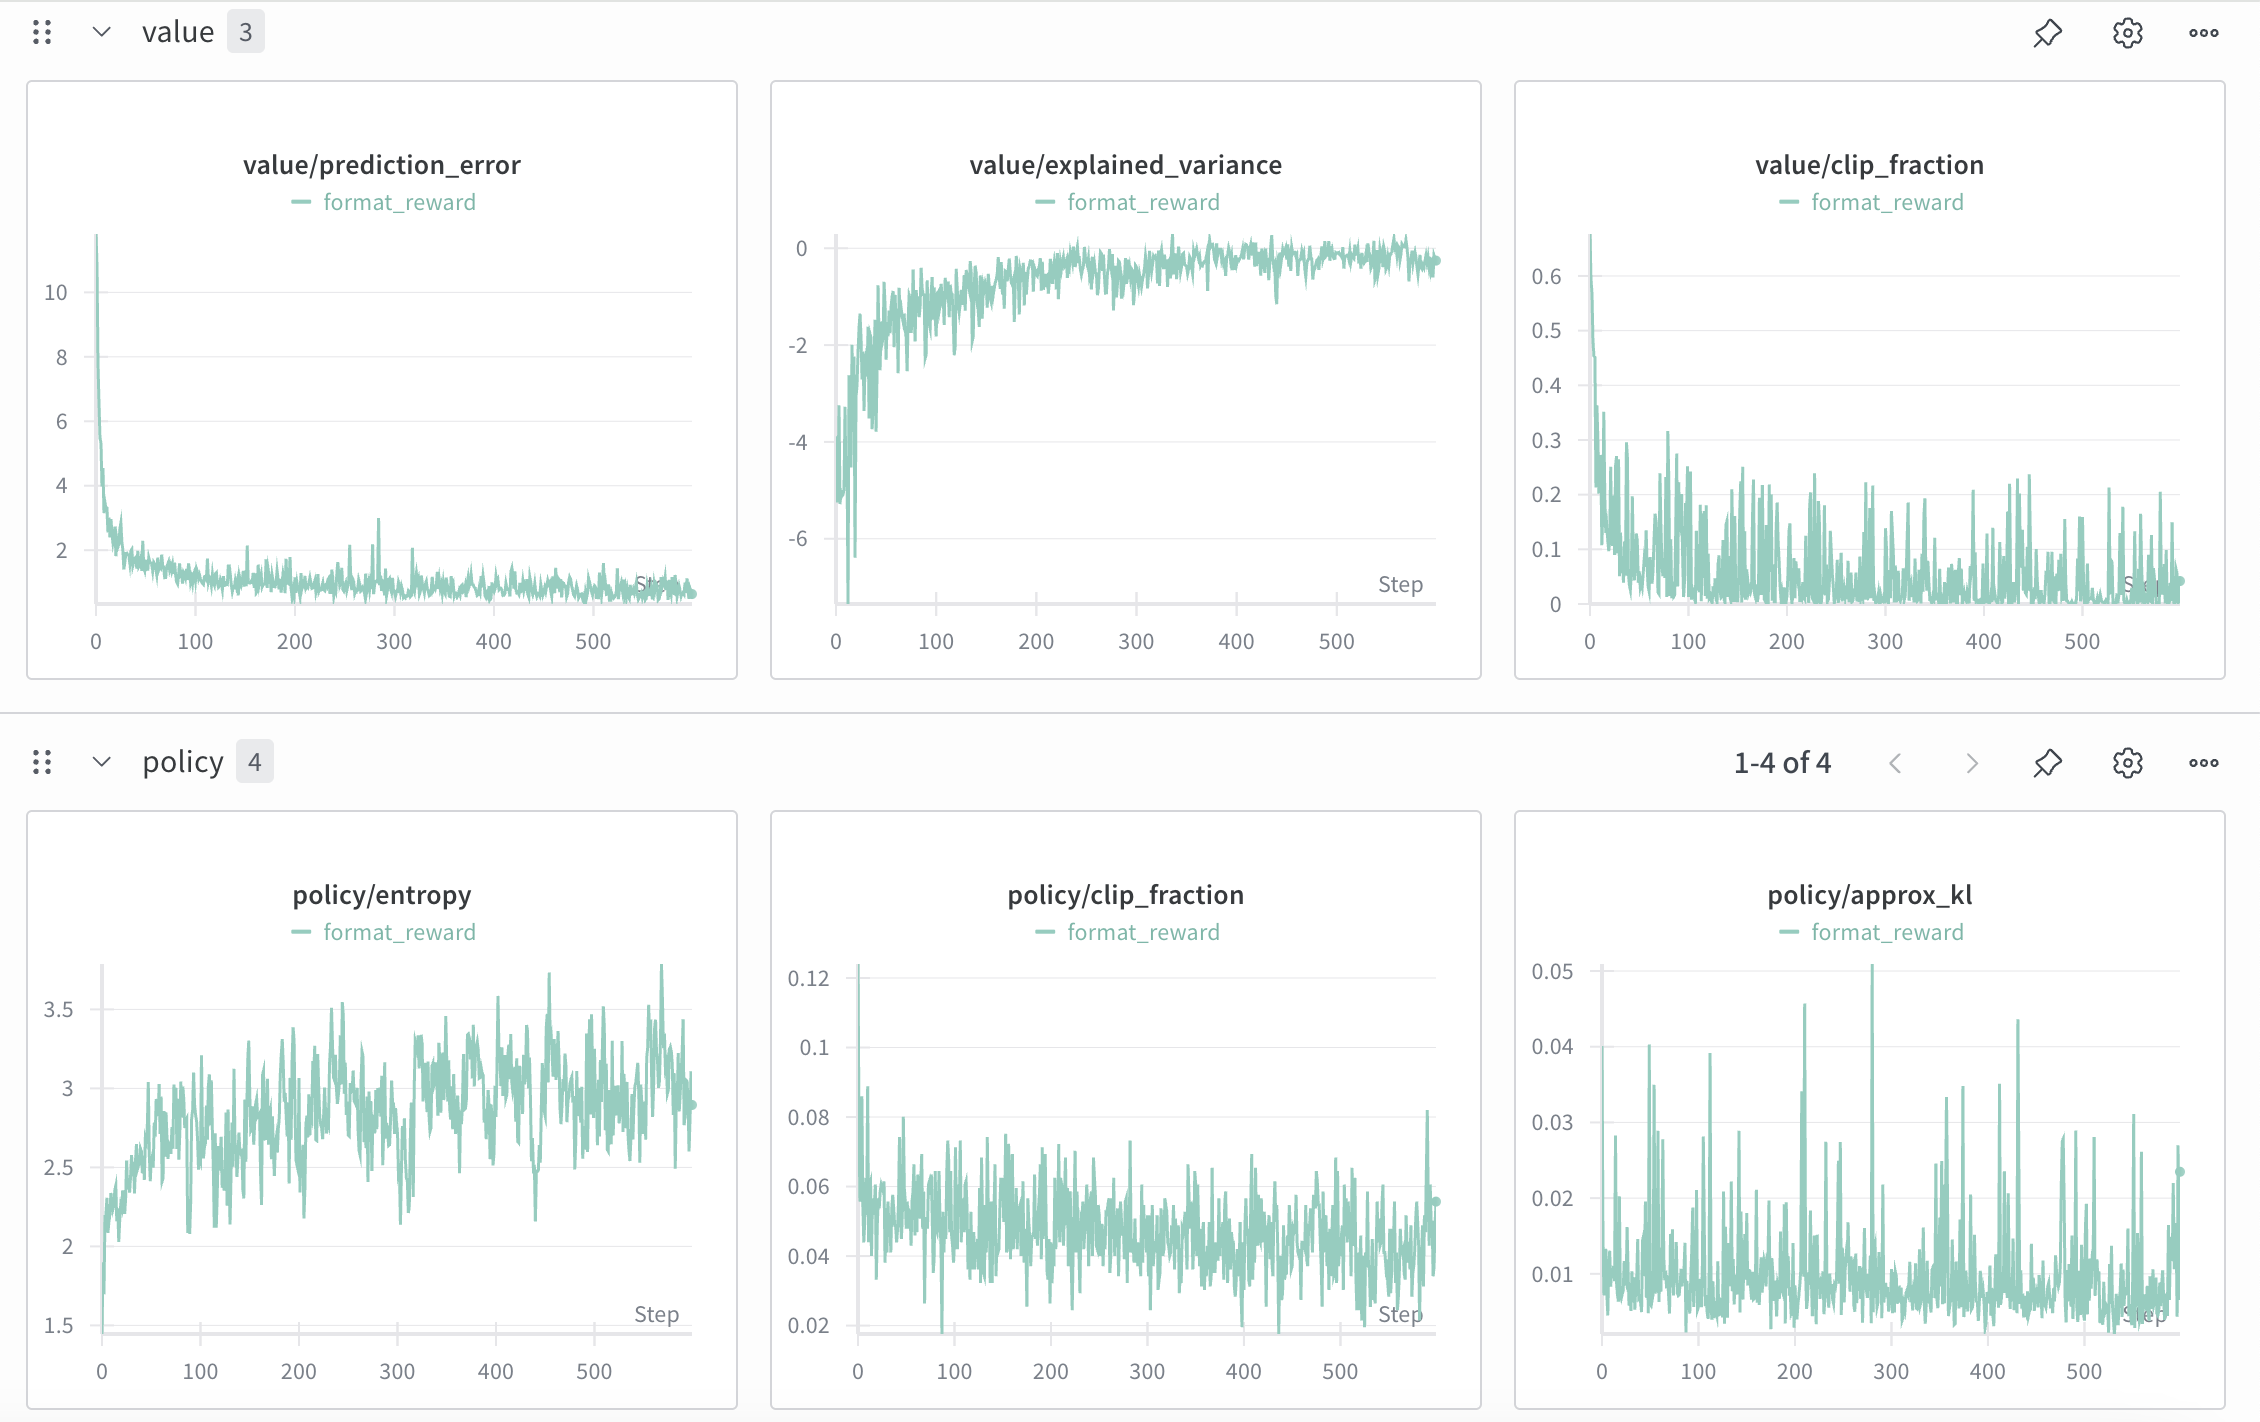 value 3
value/prediction_error
format_reward
10
8
6
4
2
Step
0 100 200 300 400 500
value/explained_variance
format_reward
0
-2
-4
-6
Step
0 100 200 300 400 500
value/clip_fraction
format_reward
0.6
0.5
0.4
0.3
0.2
0.1
0
Step
0 100 200 300 400 500
policy 4
1-4 of 4
policy/entropy
format_reward
3.5
3
2.5
2
1.5
Step
0 100 200 300 400 500
policy/clip_fraction
format_reward
0.12
0.1
0.08
0.06
0.04
0.02
Step
0 100 200 300 400 500
policy/approx_kl
format_reward
0.05
0.04
0.03
0.02
0.01
Step
0 100 200 300 400 500